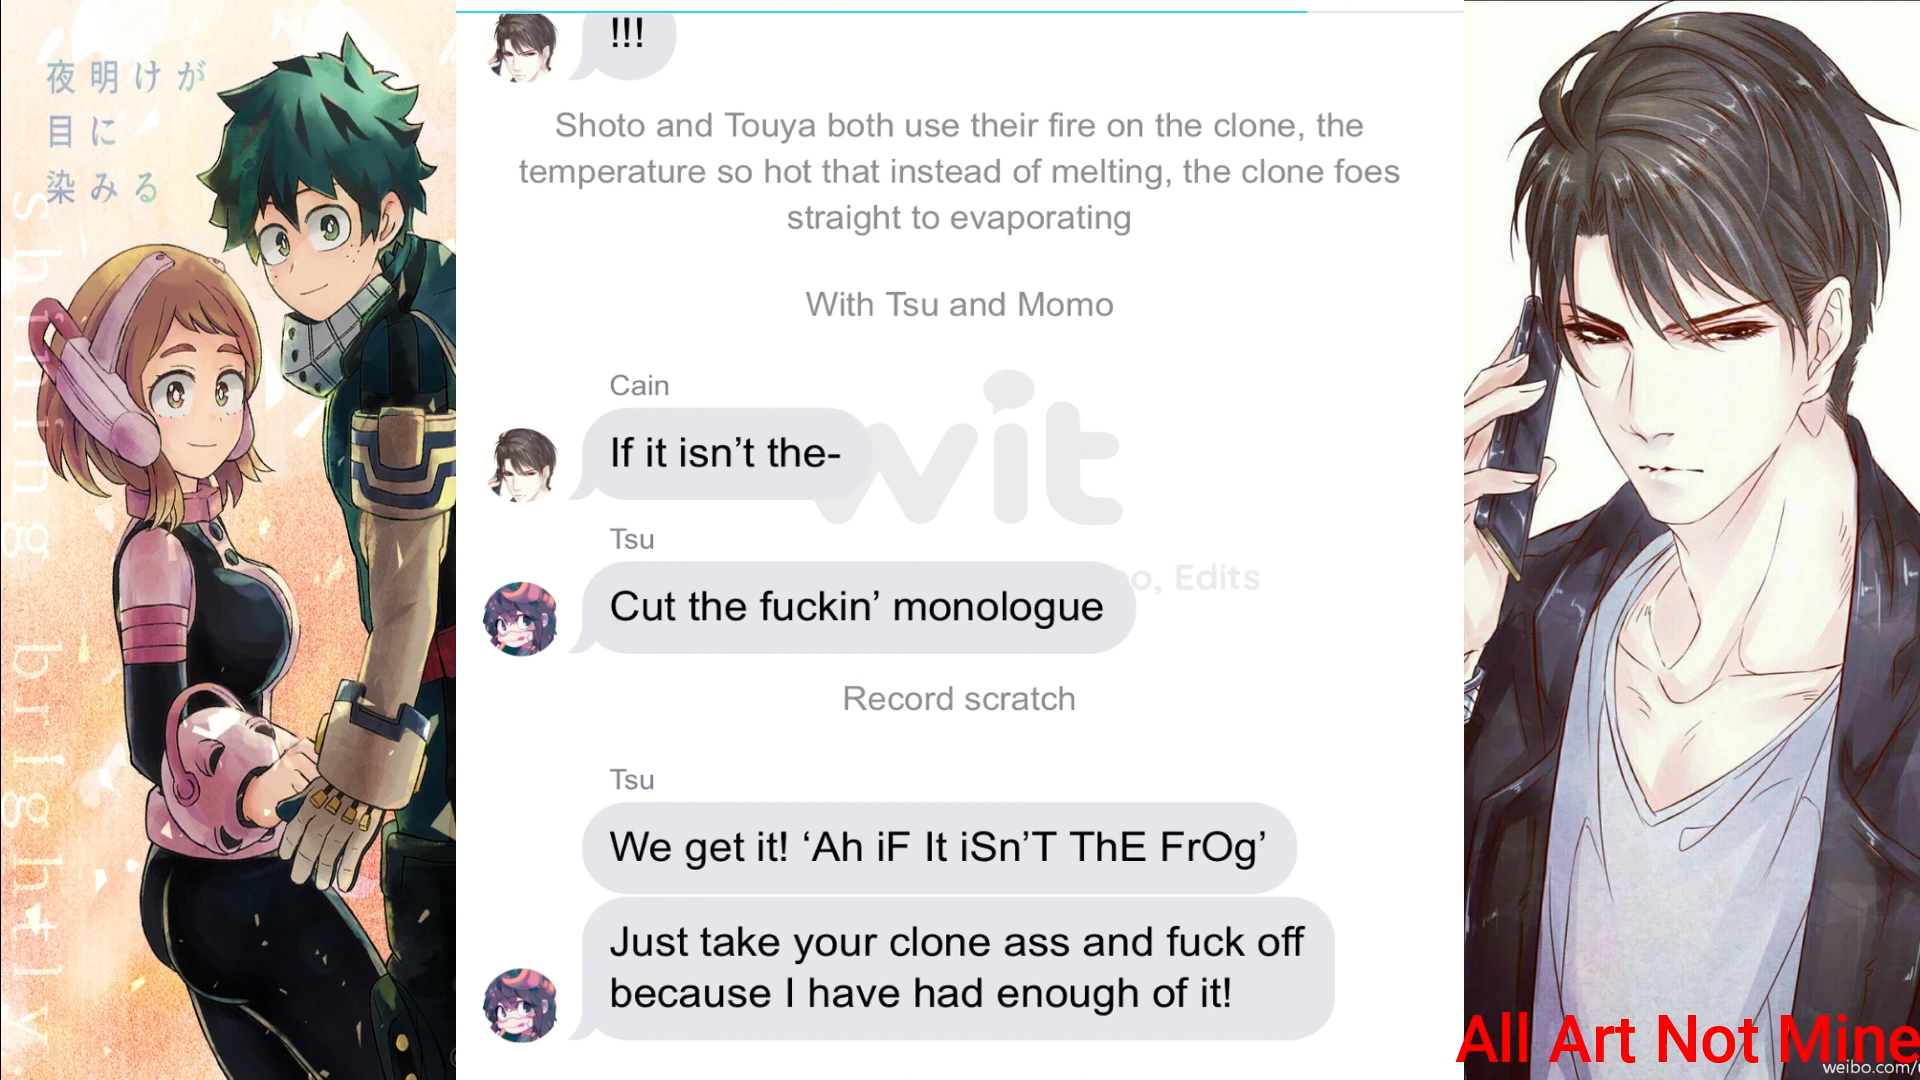 夜明けが
目に
染みる
shining brightly.
!!!
Shoto and Touya both use their fire on the clone, the
temperature so hot that instead of melting, the clone foes
straight to evaporating
With Tsu and Momo
Cain
If it isn’t the-
wit
Tsu
o, Edits
Cut the fuckin’ monologue
Record scratch
Tsu
We get it! ‘Ah iF It iSn’T ThE FrOg’
Just take your clone ass and fuck off
because I have had enough of it!
All Art Not Mine
weibo.com/